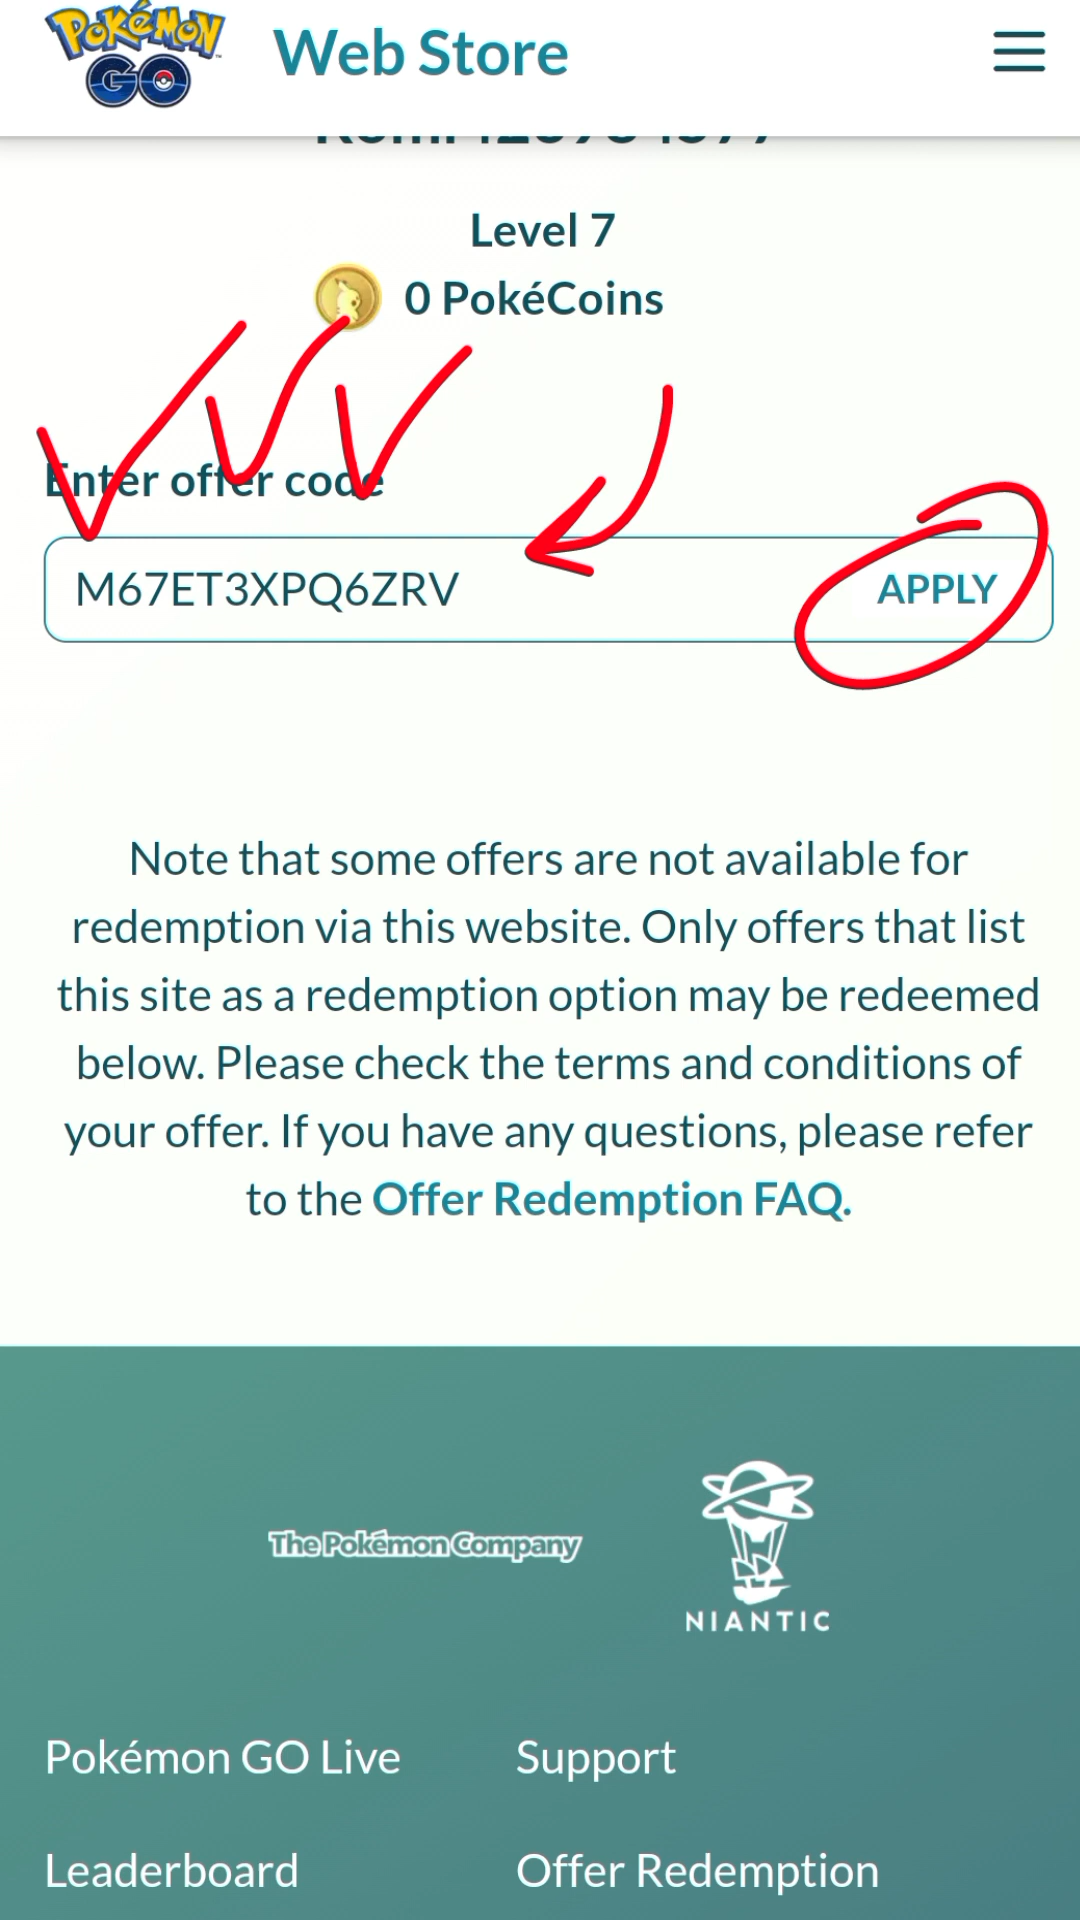 POKÉMON
GO
Web Store
Level 7
0 PokéCoins
Enter offer code
M67ET3XPQ6ZRV
APPLY
Note that some offers are not available for
redemption via this website. Only offers that list
this site as a redemption option may be redeemed
below. Please check the terms and conditions of
your offer. If you have any questions, please refer
to the Offer Redemption FAQ.
The Pokémon Company
NIANTIC
Pokémon GO Live
Support
Leaderboard
Offer Redemption